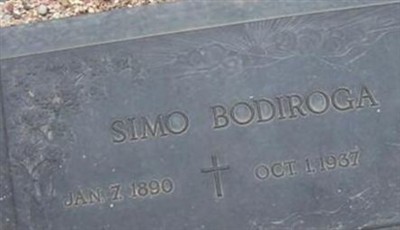 SIMO BODIROGA
JAN. 7 1890 OCT. 1, 1937